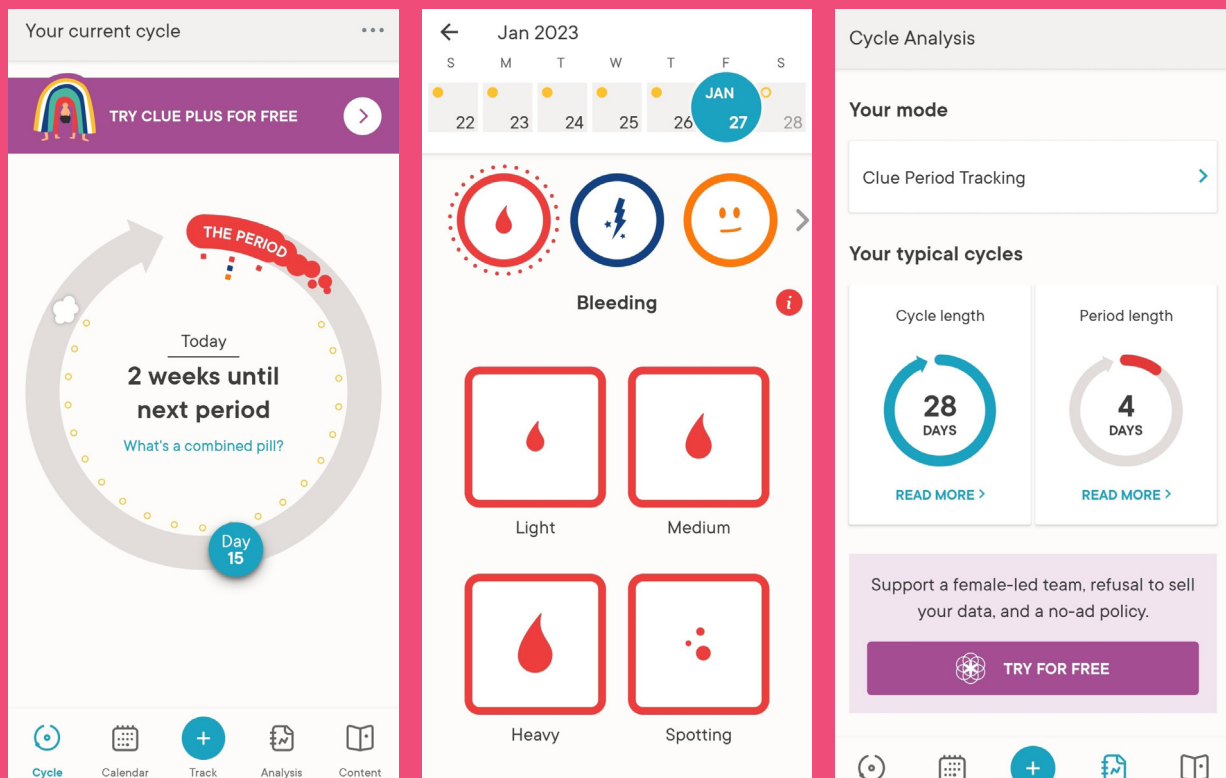 Your current cycle
TRY CLUE PLUS FOR FREE
THE PERIOD
Today
2 weeks until
next period
What's a combined pill?
Day
15
Cycle
Calendar
Track
Analysis
Content
Jan 2023
S M T W T F S
22 23 24 25 26 JAN 27 28
Bleeding
i
Light
Medium
Heavy
Spotting
Cycle Analysis
Your mode
Clue Period Tracking
Your typical cycles
Cycle length
28
DAYS
READ MORE
Period length
4
DAYS
READ MORE
Support a female-led team, refusal to sell
your data, and a no-ad policy.
TRY FOR FREE